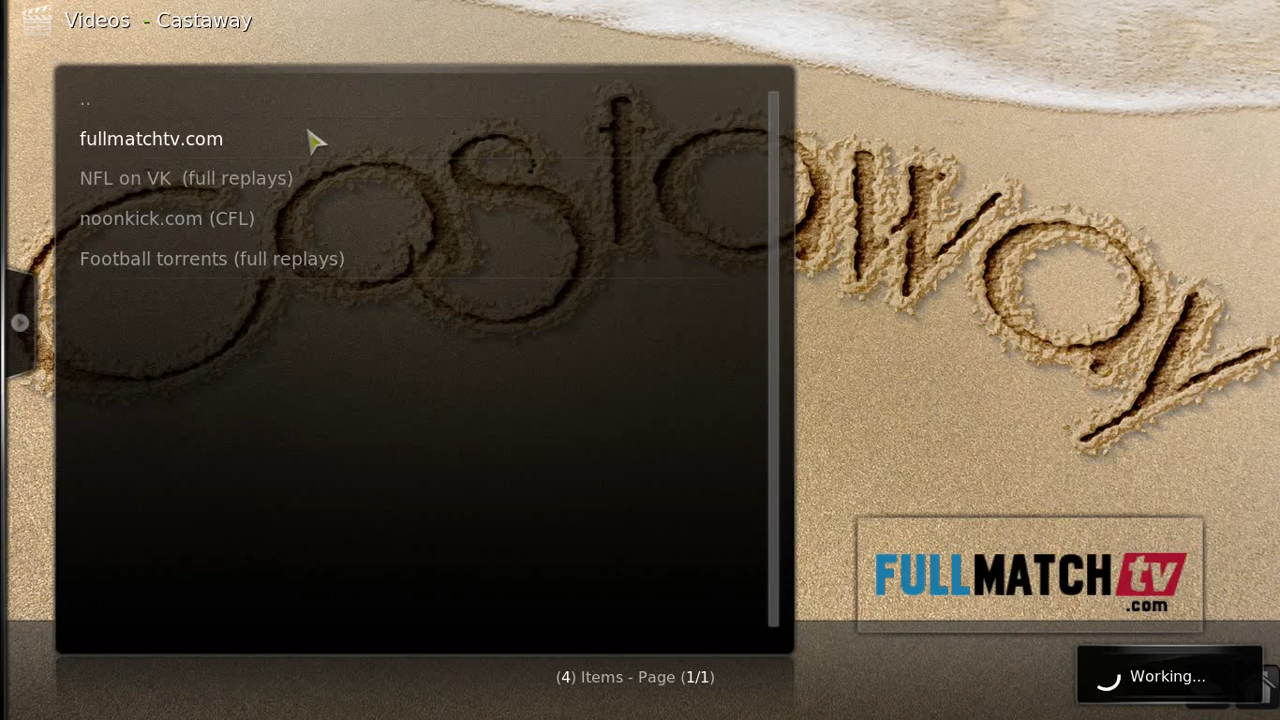 Videos - Castaway
..
fullmatchtv.com
NFL on VK (full replays)
noonkick.com (CFL)
Football torrents (full replays)
Castaway
FULLMATCHtv
.com
(4) Items - Page (1/1)
Working...